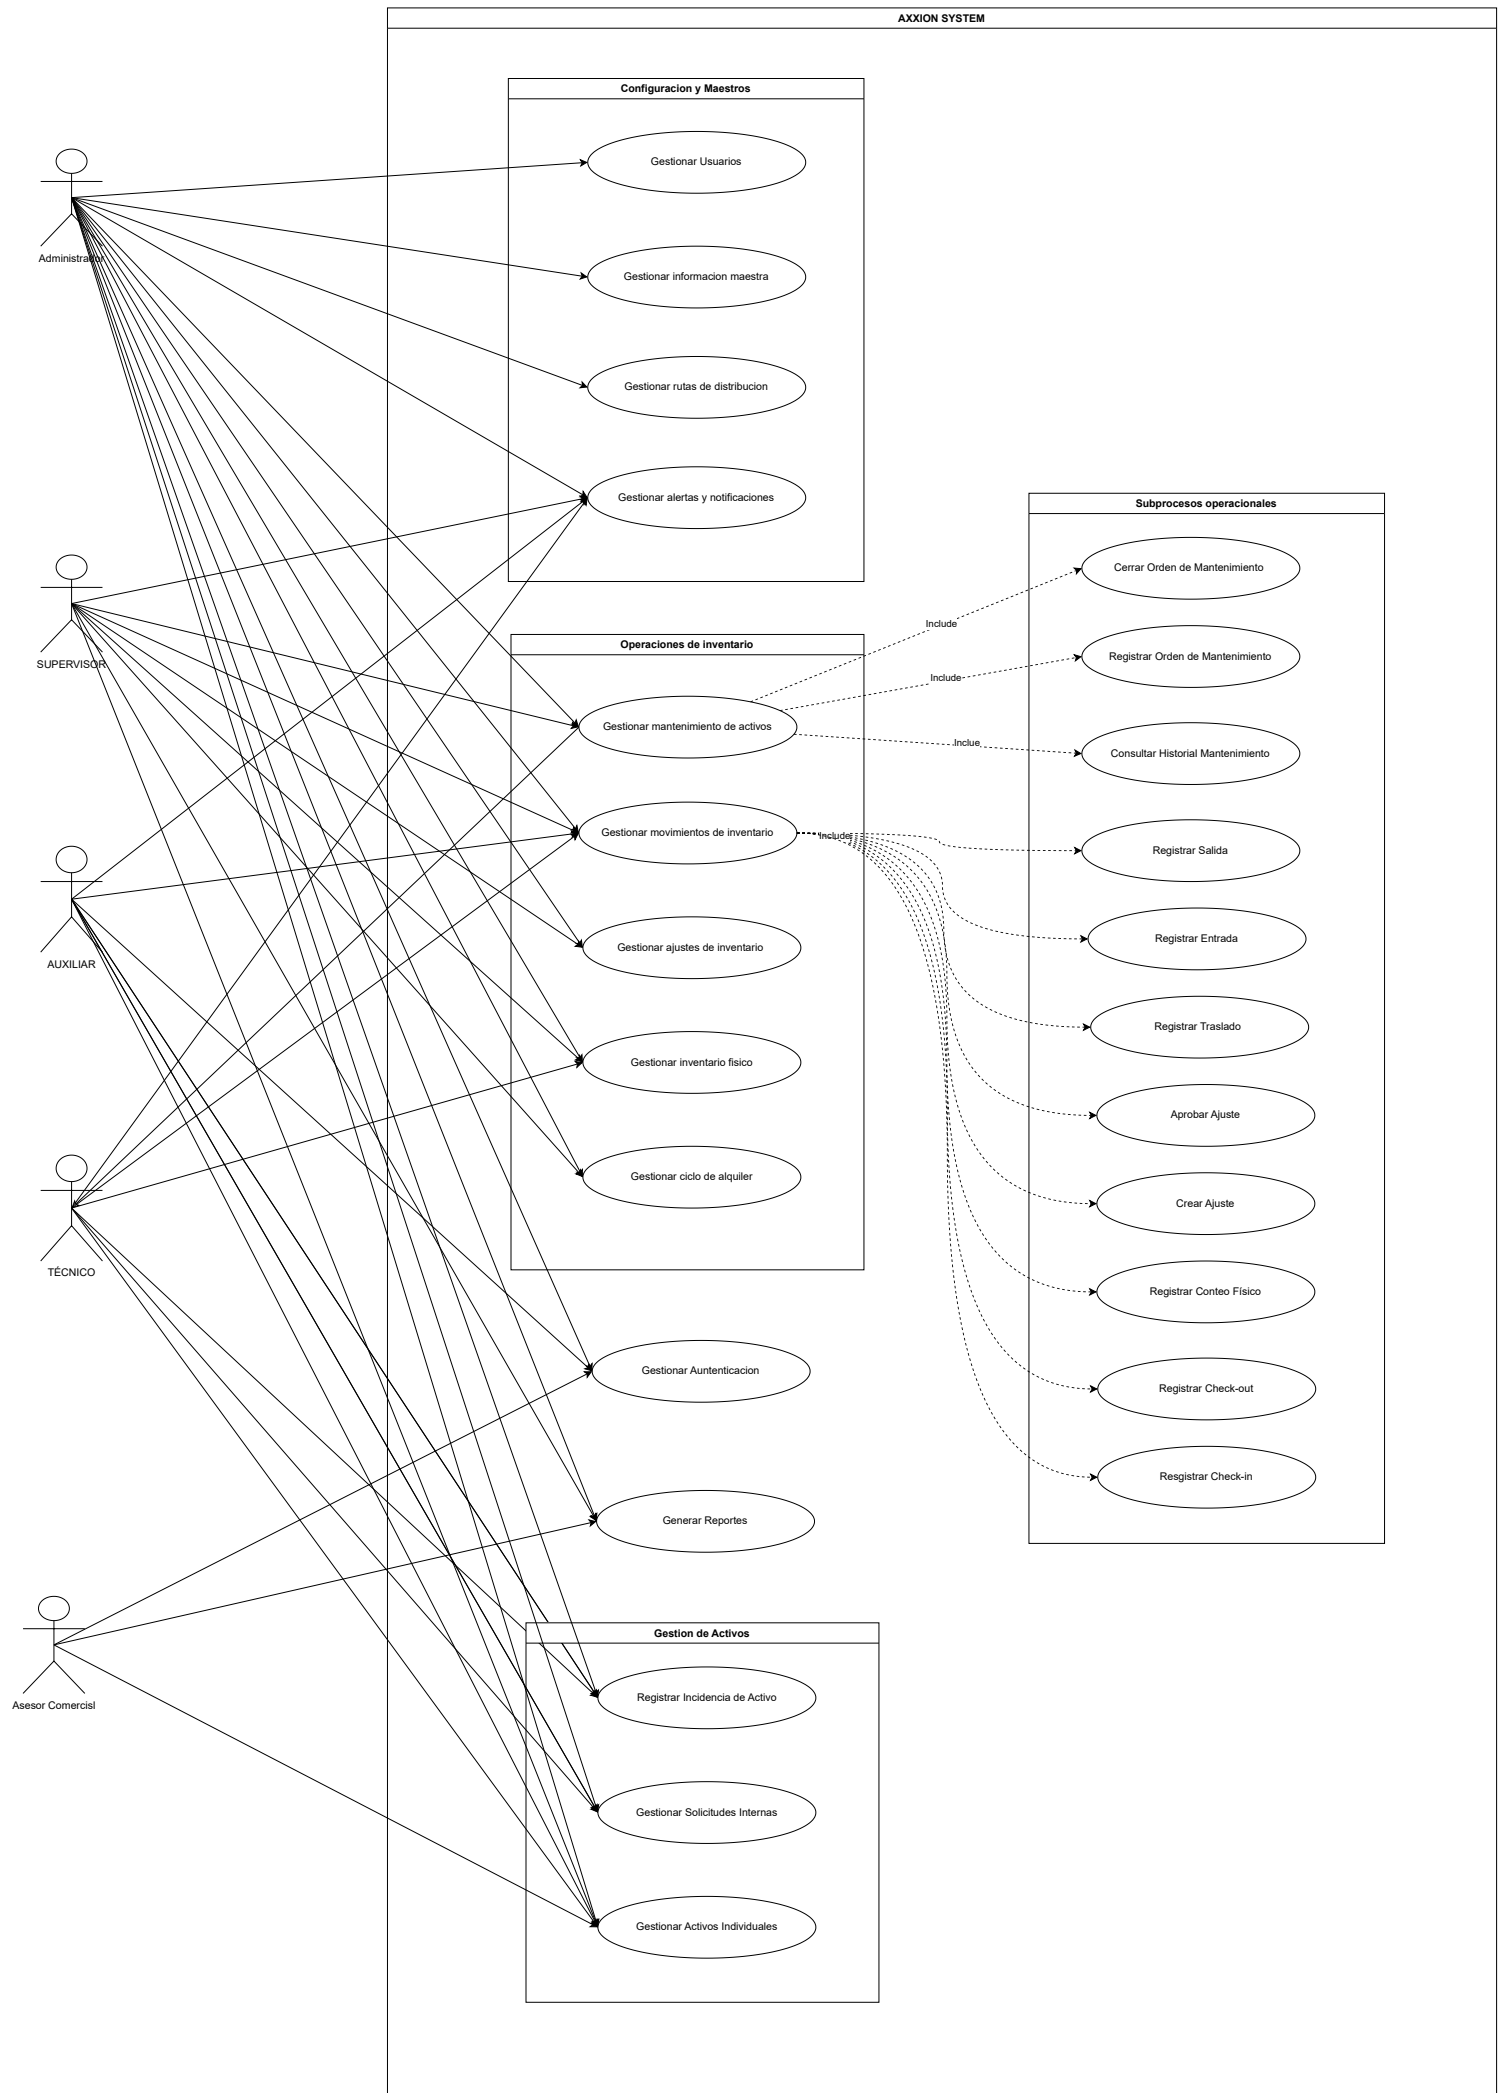 AXXION SYSTEM
Configuracion y Maestros
Gestionar Usuarios
Administrador
Gestionar informacion maestra
Gestionar rutas de distribucion
Gestionar alertas y notificaciones
Subprocesos operacionales
Cerrar Orden de Mantenimiento
Include
Operaciones de inventario
Registrar Orden de Mantenimiento
SUPERVISOR
Include
Gestionar mantenimiento de activos
Inclue
Consultar Historial Mantenimiento
Gestionar movimientos de inventario
Include
Registrar Salida
Registrar Entrada
Gestionar ajustes de inventario
AUXILIAR
Registrar Traslado
Gestionar inventario fisico
Aprobar Ajuste
Gestionar ciclo de alquiler
Crear Ajuste
TÉCNICO
Registrar Conteo Físico
Gestionar Auntenticacion
Registrar Check-out
Resgistrar Check-in
Generar Reportes
Gestion de Activos
Registrar Incidencia de Activo
Asesor Comercisl
Gestionar Solicitudes Internas
Gestionar Activos Individuales